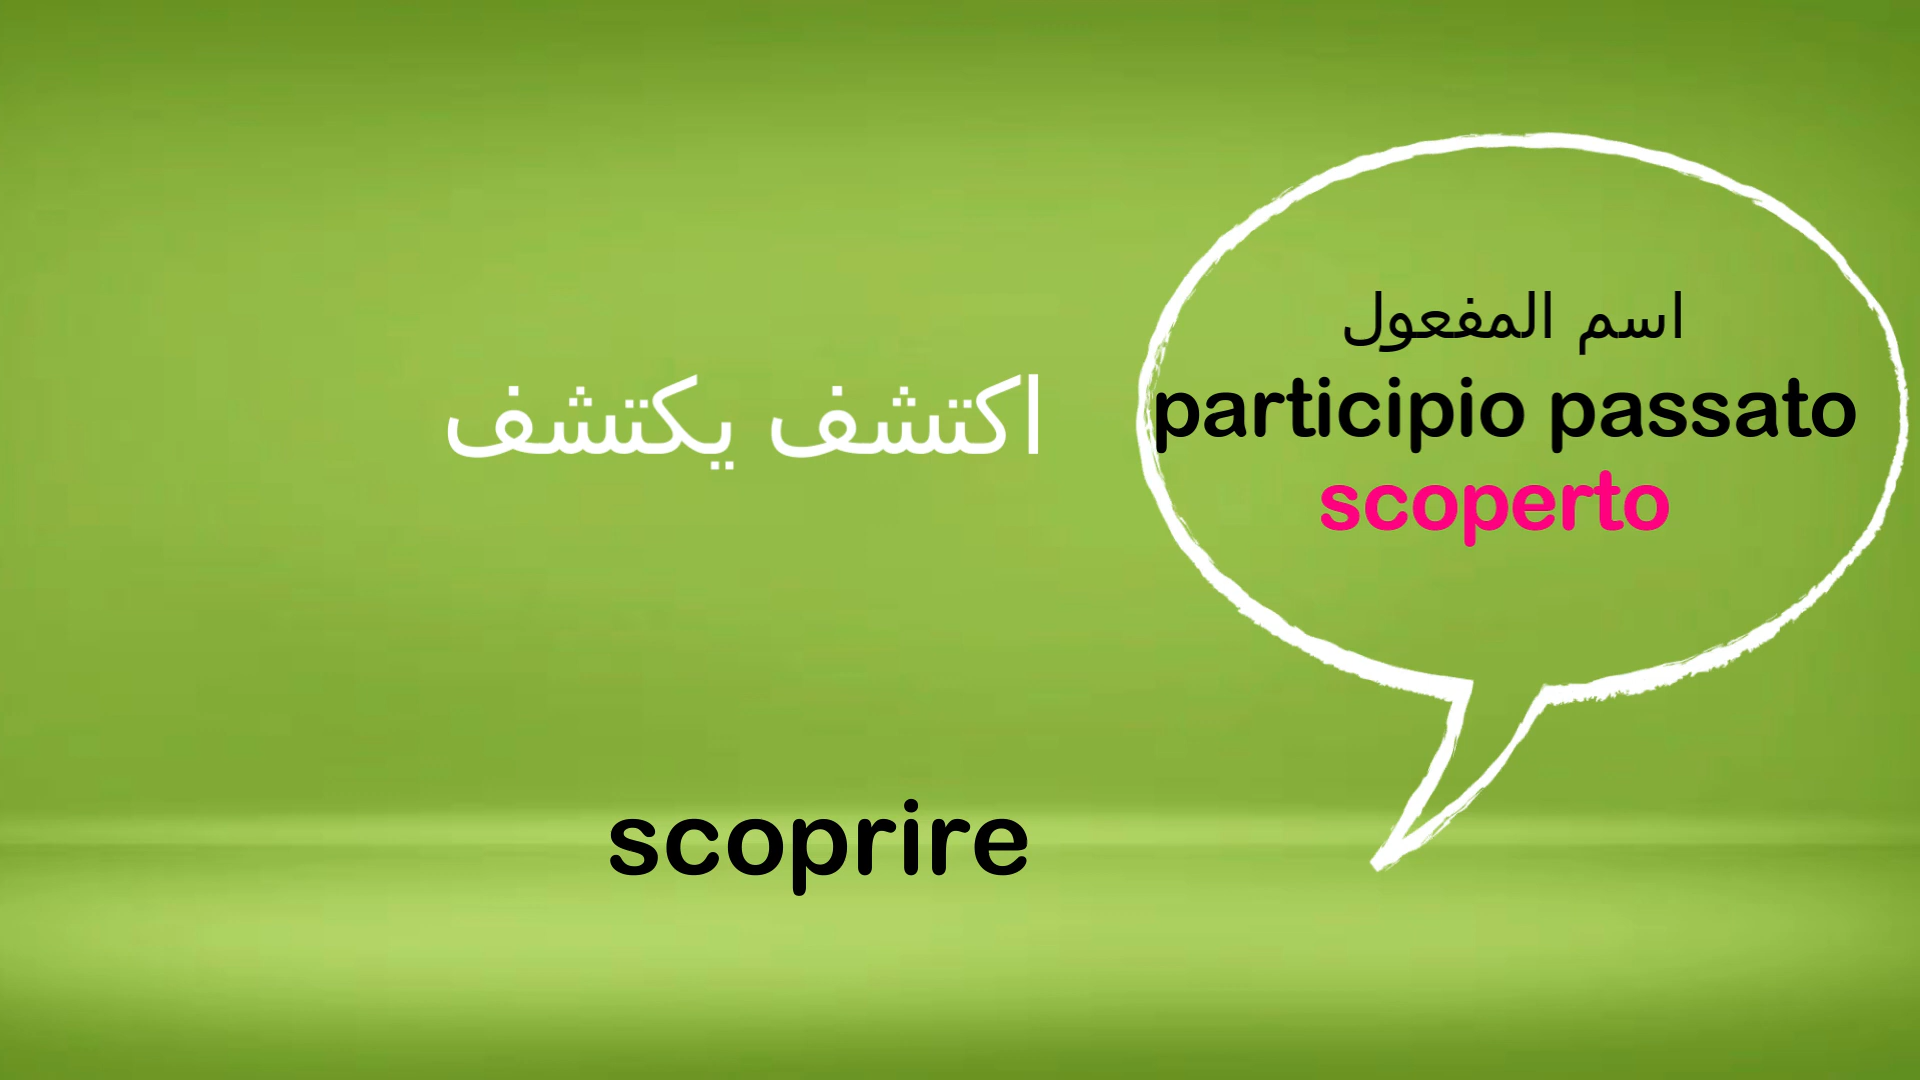 اسم المفعول
participio passato
scoperto
اكتشف يكتشف
scoprire